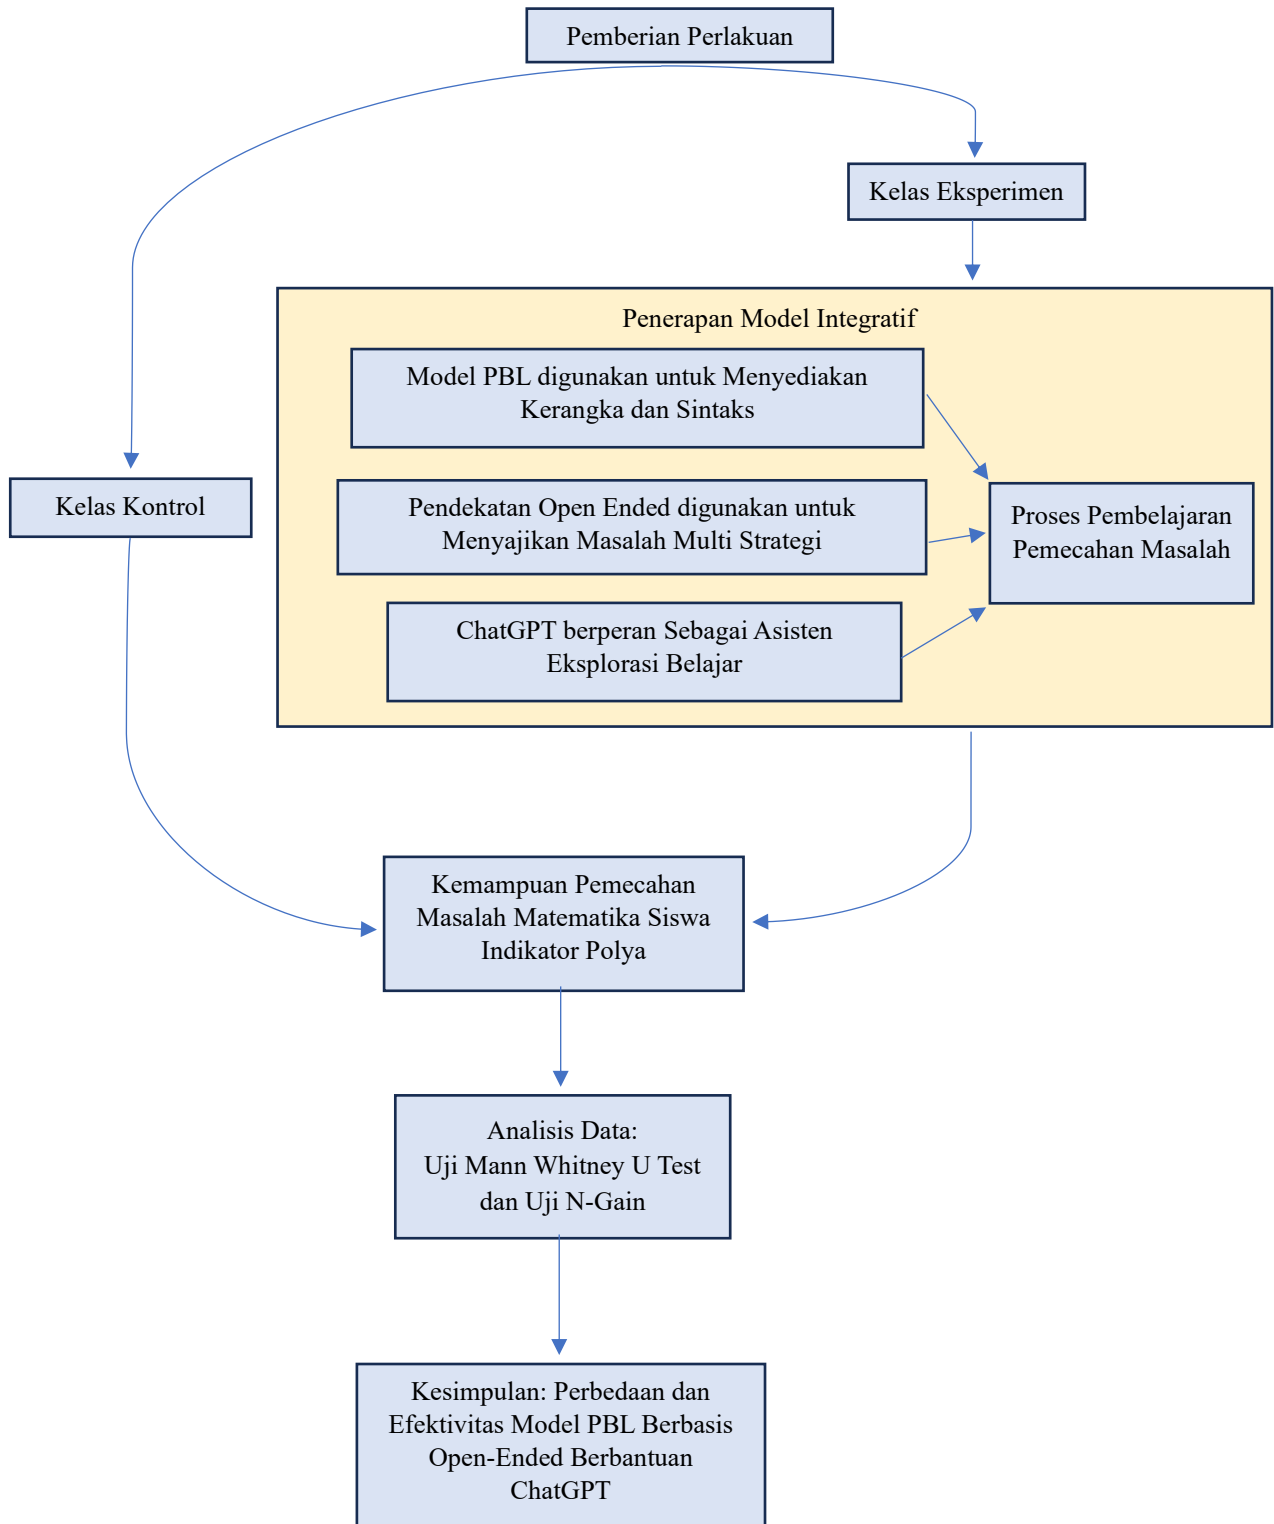 Pemberian Perlakuan
Kelas Eksperimen
Penerapan Model Integratif
Model PBL digunakan untuk Menyediakan
Kerangka dan Sintaks
Kelas Kontrol
Pendekatan Open Ended digunakan untuk
Menyajikan Masalah Multi Strategi
Proses Pembelajaran
Pemecahan Masalah
ChatGPT berperan Sebagai Asisten
Eksplorasi Belajar
Kemampuan Pemecahan
Masalah Matematika Siswa
Indikator Polya
Analisis Data:
Uji Mann Whitney U Test
dan Uji N-Gain
Kesimpulan: Perbedaan dan
Efektivitas Model PBL Berbasis
Open-Ended Berbantuan
ChatGPT